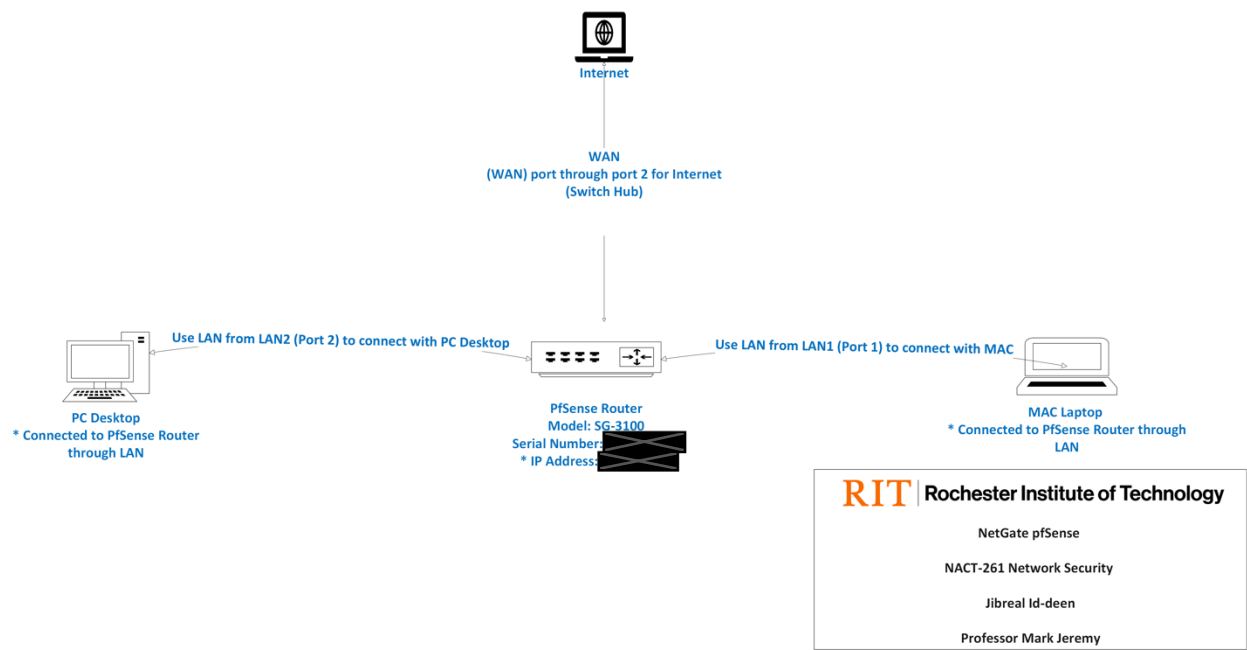 Internet
WAN
(WAN) port through port 2 for Internet
(Switch Hub)
Use LAN from LAN2 (Port 2) to connect with PC Desktop
Use LAN from LAN1 (Port 1) to connect with MAC
PC Desktop
* Connected to PfSense Router
through LAN
PfSense Router
Model: SG-3100
Serial Number:
* IP Address:
MAC Laptop
* Connected to PfSense Router through
LAN
RIT | Rochester Institute of Technology
NetGate pfSense
NACT-261 Network Security
Jibreal Id-deen
Professor Mark Jeremy